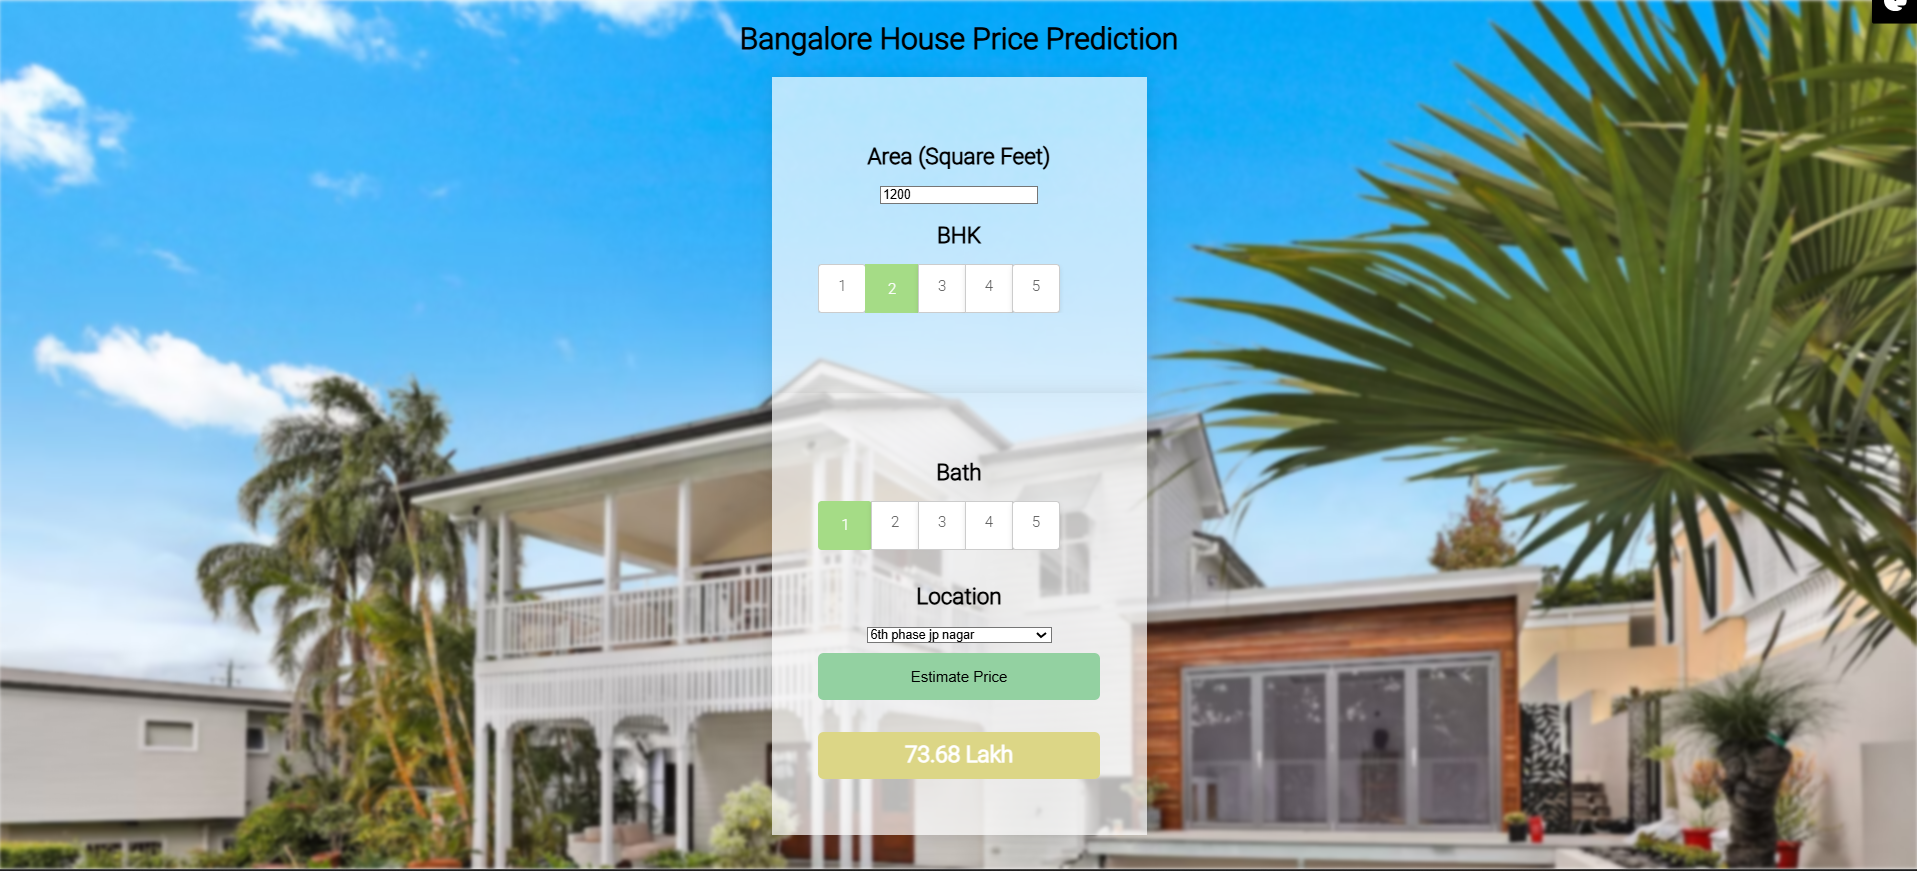 Bangalore House Price Prediction
Area (Square Feet)
1200
BHK
1 2 3 4 5
Bath
1 2 3 4 5
Location
6th phase jp nagar
Estimate Price
73.68 Lakh